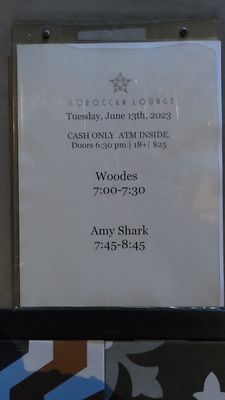 MOROCCAN LOUNGE
Tuesday, June 13th, 2023
CASH ONLY ATM INSIDE.
Doors 6:30 pm | 18+| $25
Woodes
7:00-7:30
Amy Shark
7:45-8:45